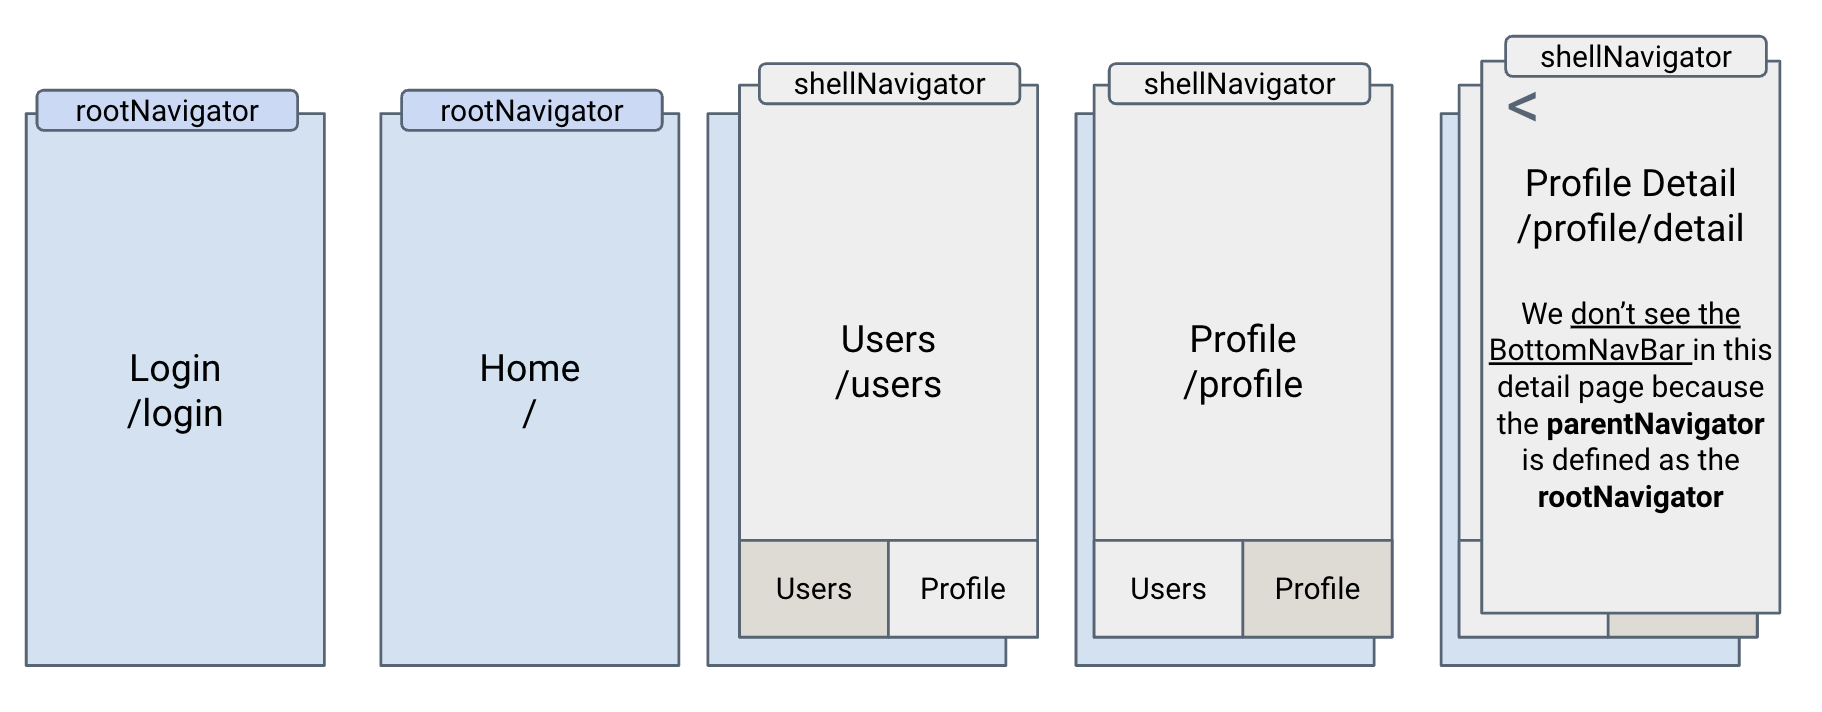 rootNavigator
Login
/login
rootNavigator
Home
/
shellNavigator
Users
/users
Users
Profile
shellNavigator
Profile
/profile
Users
Profile
shellNavigator
<
Profile Detail
/profile/detail
We don’t see the
BottomNavBar in this
detail page because
the parentNavigator
is defined as the
rootNavigator